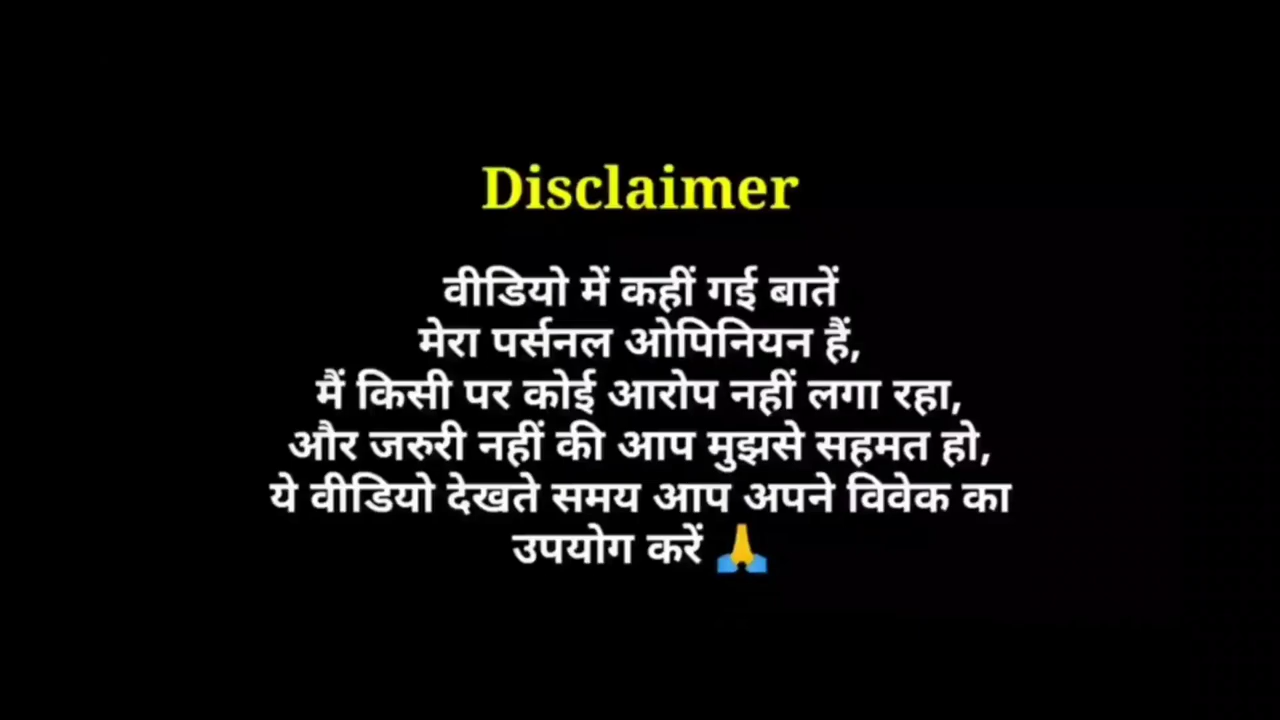 Disclaimer
वीडियो में कहीं गई बातें
मेरा पर्सनल ओपिनियन हैं,
मैं किसी पर कोई आरोप नहीं लगा रहा,
और जरुरी नहीं की आप मुझसे सहमत हो,
ये वीडियो देखते समय आप अपने विवेक का
उपयोग करें 🙏